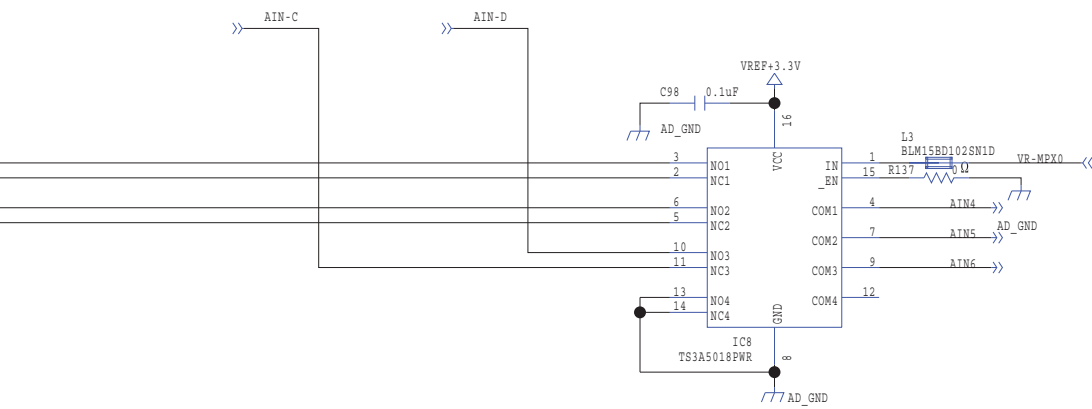 AIN-C
AIN-D
VREF+3.3V
C98
0.1uF
AD_GND
16
VCC
L3
BLM15BD102SN1D
VR-MPX0
R137
0Ω
AD_GND
3
NO1
2
NC1
6
NO2
5
NC2
10
NO3
11
NC3
13
NO4
14
NC4
IN
1
_EN
15
COM1
4
AIN4
COM2
7
AIN5
COM3
9
AIN6
COM4
12
GND
IC8
TS3A5018PWR
8
AD_GND